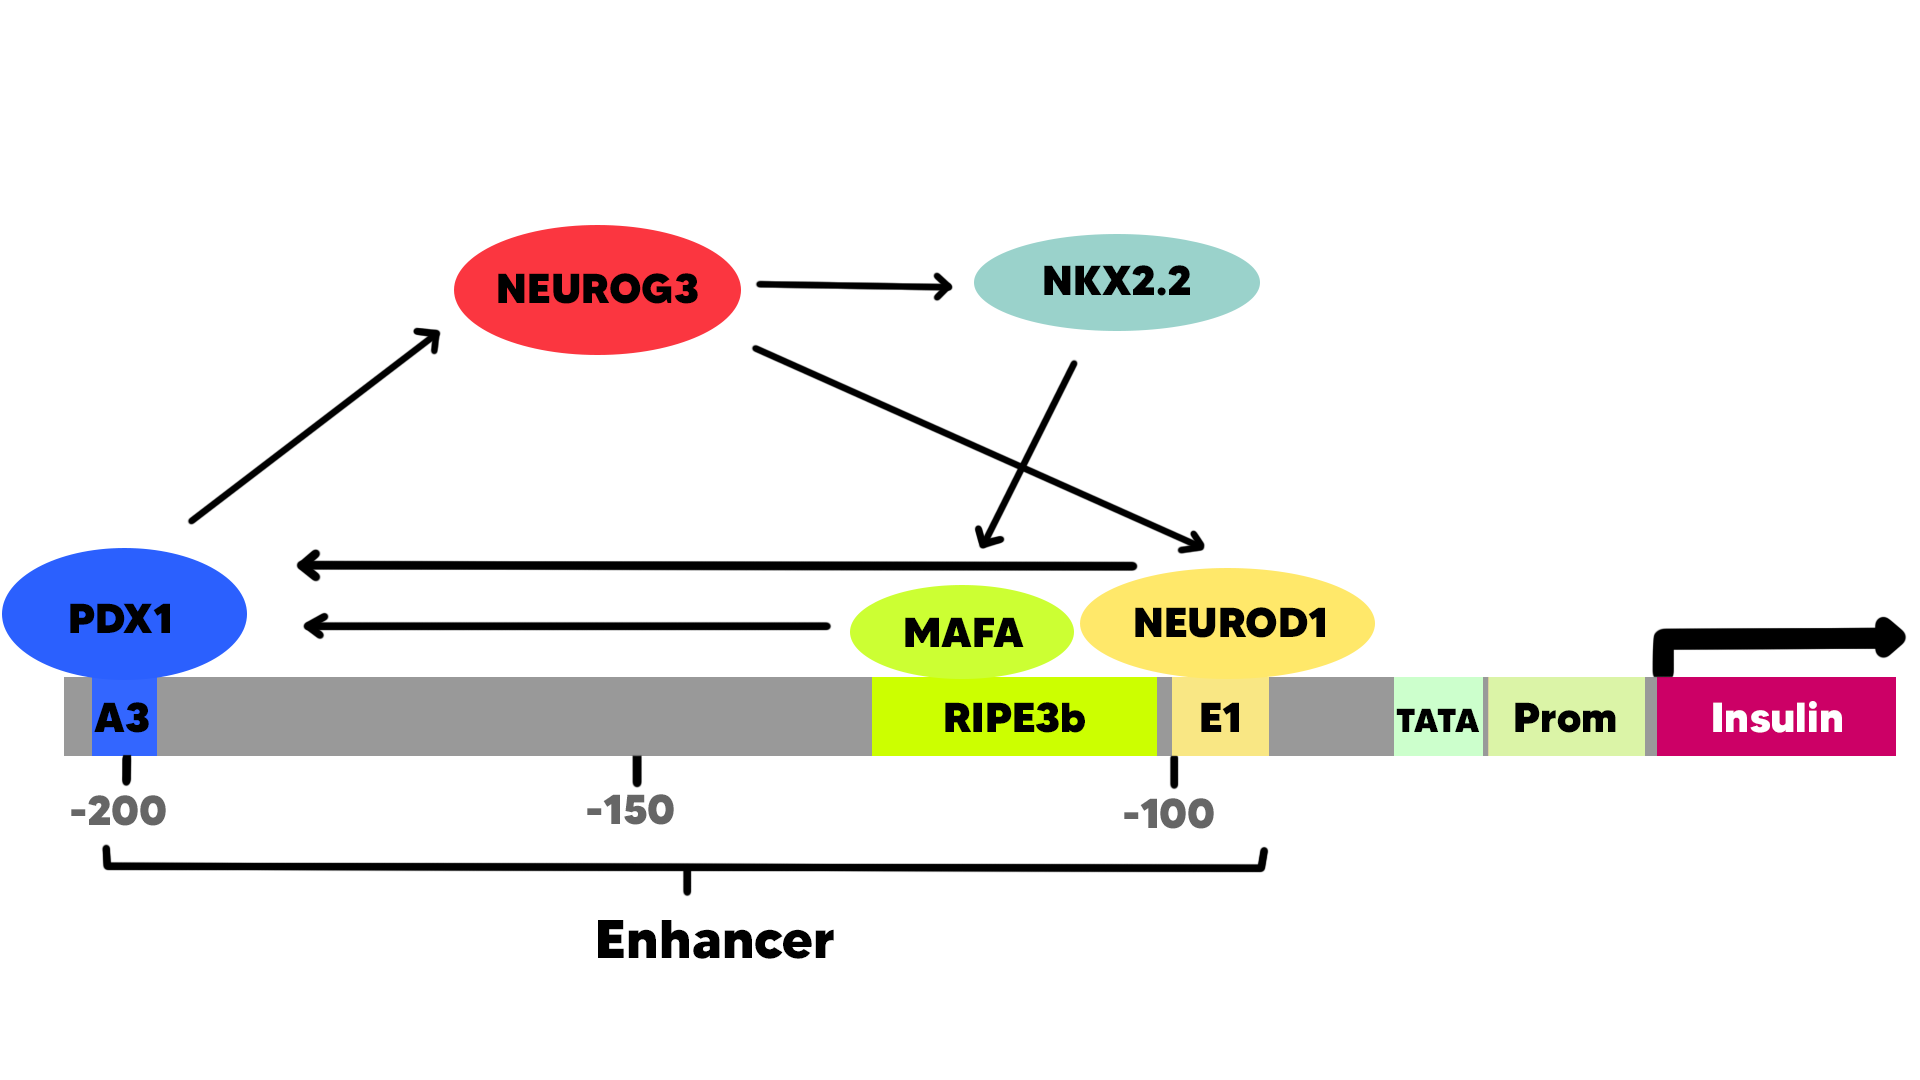 NEUROG3
NKX2.2
PDX1
MAFA
NEUROD1
A3
RIPE3b
E1
TATA
Prom
Insulin
-200
-150
-100
Enhancer